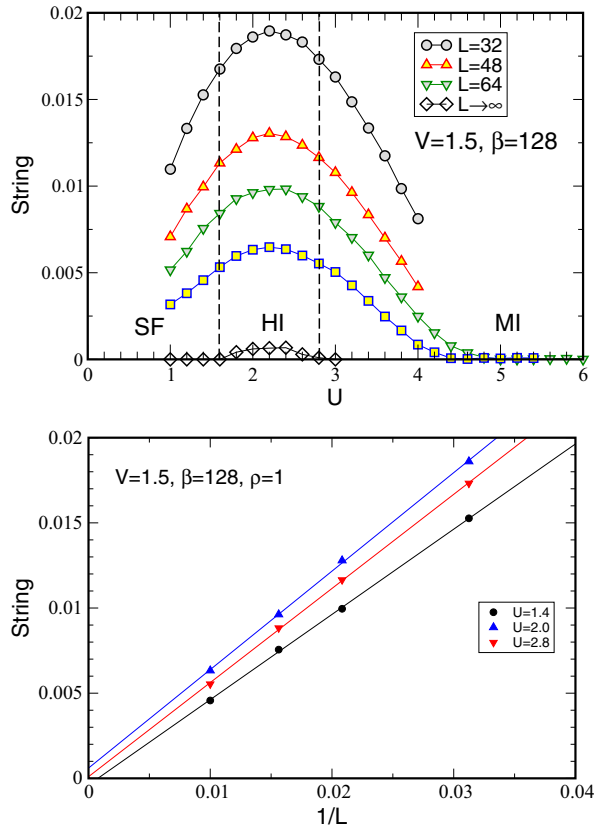 0.02
0.015
0.01
0.005
0
String
L=32
L=48
L=64
L→∞
V=1.5, β=128
SF
HI
MI
0 1 2 3 4 5 6
U
0.02
0.015
0.01
0.005
0
String
V=1.5, β=128, ρ=1
U=1.4
U=2.0
U=2.8
0 0.01 0.02 0.03 0.04
1/L